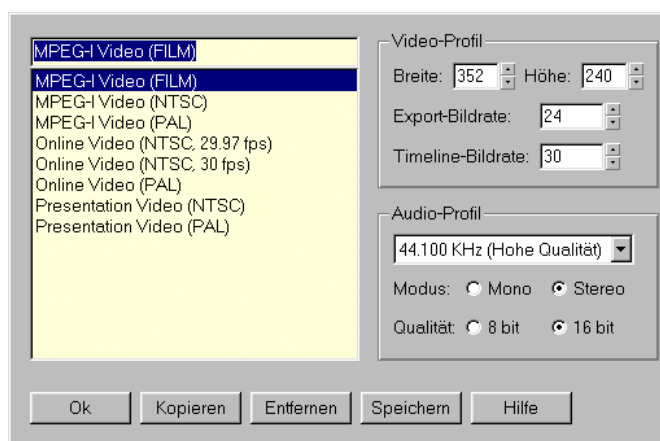 MPEG-I Video (FILM)
MPEG-I Video (FILM)
MPEG-I Video (NTSC)
MPEG-I Video (PAL)
Online Video (NTSC, 29.97 fps)
Online Video (NTSC, 30 fps)
Online Video (PAL)
Presentation Video (NTSC)
Presentation Video (PAL)
Video-Profil
Breite: 352 Höhe: 240
Export-Bildrate: 24
Timeline-Bildrate: 30
Audio-Profil
44.100 KHz (Hohe Qualität)
Modus: Mono Stereo
Qualität: 8 bit 16 bit
Ok Kopieren Entfernen Speichern Hilfe